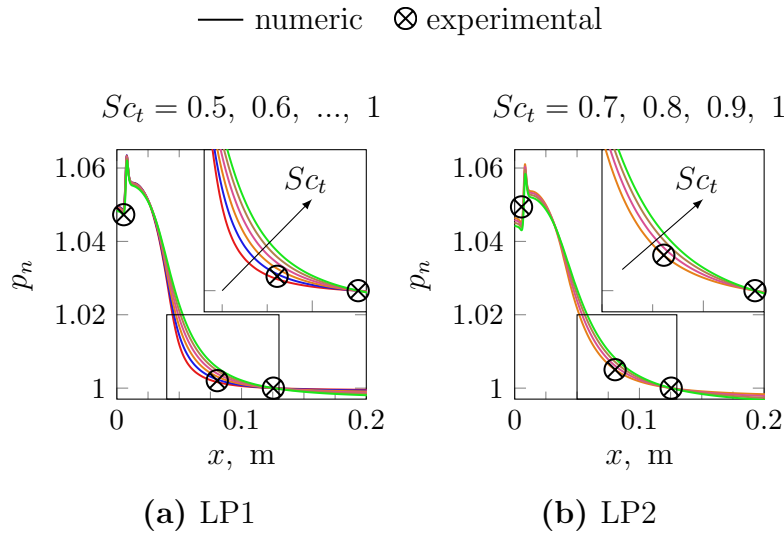 numeric experimental
Sc_t = 0.5, 0.6, ..., 1
Sc_t = 0.7, 0.8, 0.9, 1
1.06
1.04
1.02
1
p_n
Sc_t
0 0.1 0.2
x, m
(a) LP1
1.06
1.04
1.02
1
p_n
Sc_t
0 0.1 0.2
x, m
(b) LP2